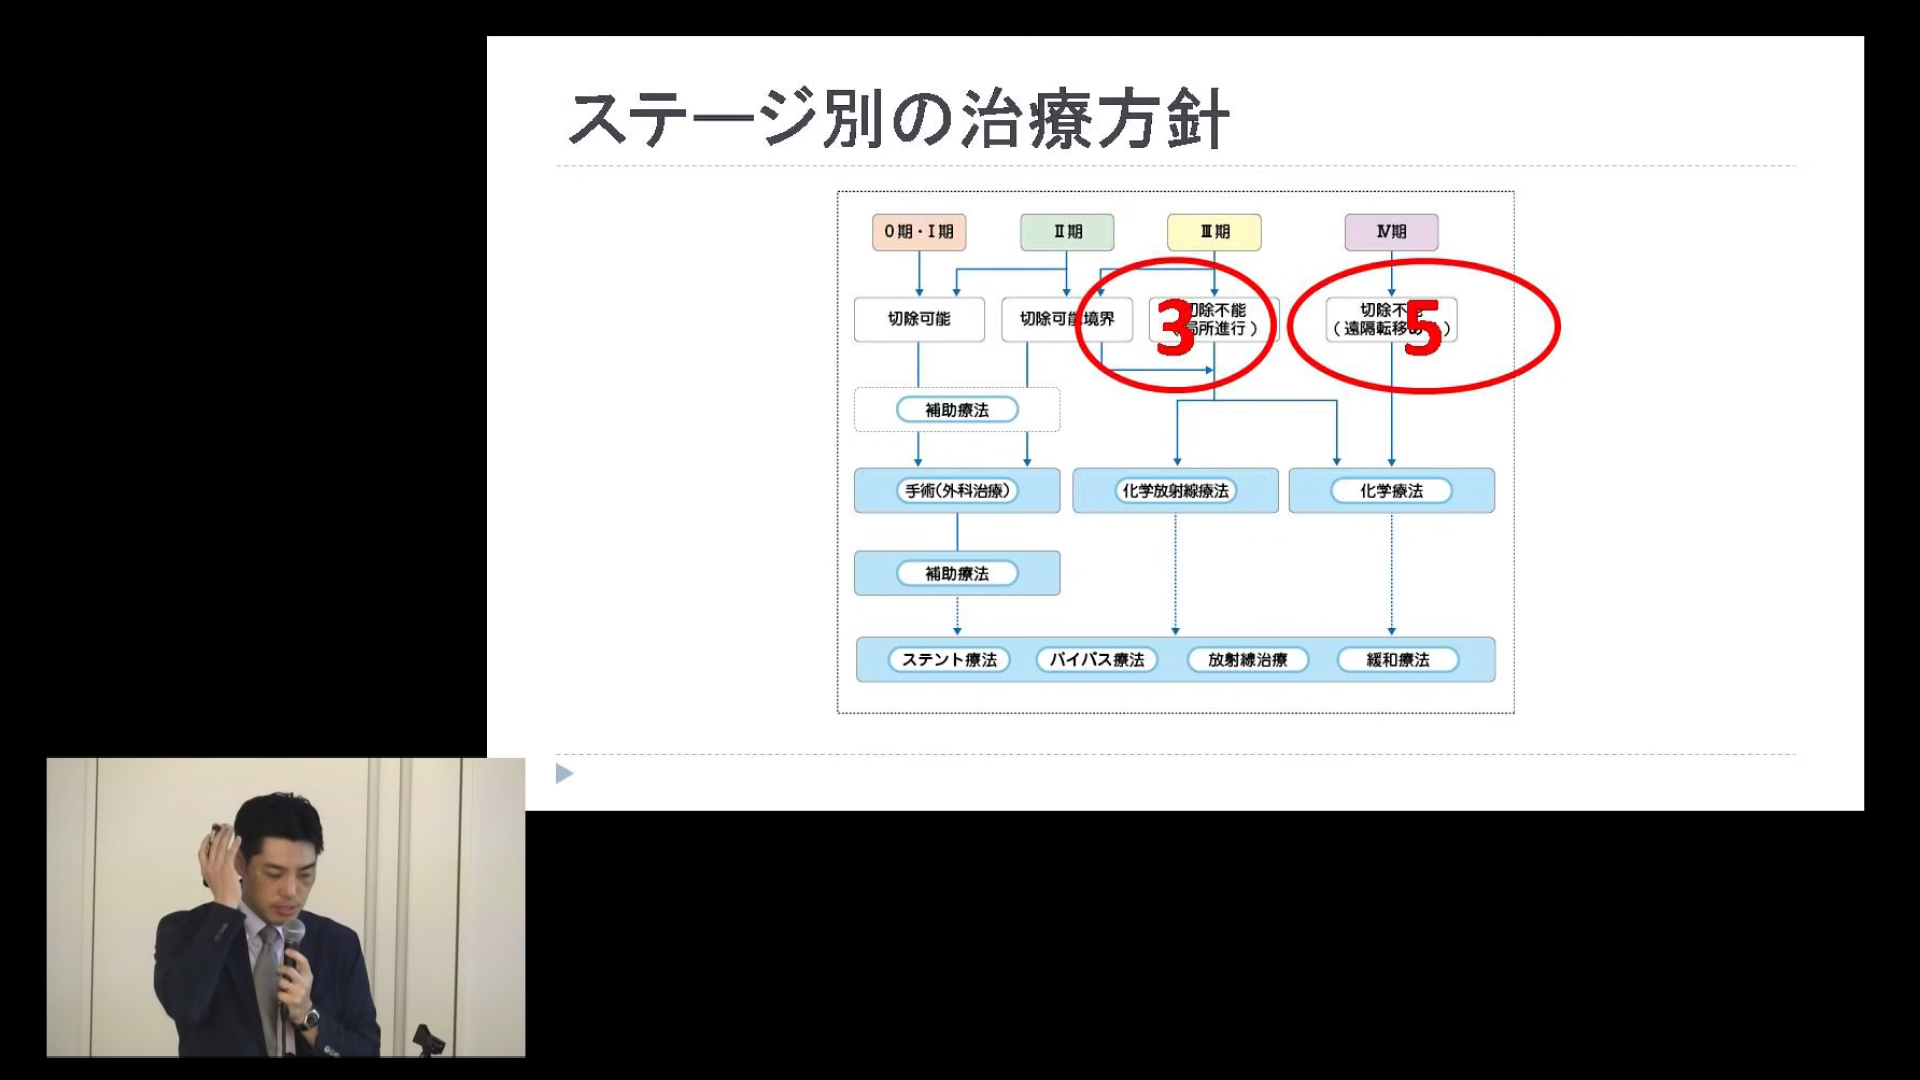 ステージ別の治療方針
0期・Ⅰ期
Ⅱ期
Ⅲ期
Ⅳ期
切除可能
切除可能境界
切除不能
局所進行）
3
切除不能
（遠隔転移あり）
5
補助療法
手術(外科治療)
化学放射線療法
化学療法
補助療法
ステント療法
バイパス療法
放射線治療
緩和療法